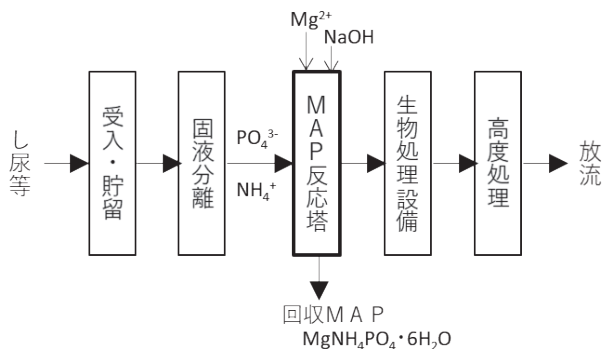 Mg²⁺
NaOH
し尿等
受入・貯留
固液分離
PO₄³⁻
NH₄⁺
MAP反応塔
生物処理設備
高度処理
放流
回収MAP
MgNH₄PO₄・6H₂O